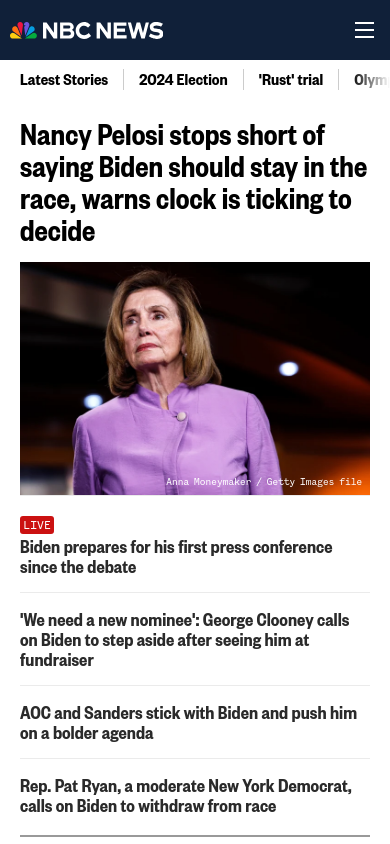 NBC NEWS
Latest Stories
2024 Election
'Rust' trial
Nancy Pelosi stops short of
saying Biden should stay in the
race, warns clock is ticking to
decide
Anna Moneymaker / Getty Images file
LIVE
Biden prepares for his first press conference
since the debate
'We need a new nominee': George Clooney calls
on Biden to step aside after seeing him at
fundraiser
AOC and Sanders stick with Biden and push him
on a bolder agenda
Rep. Pat Ryan, a moderate New York Democrat,
calls on Biden to withdraw from race